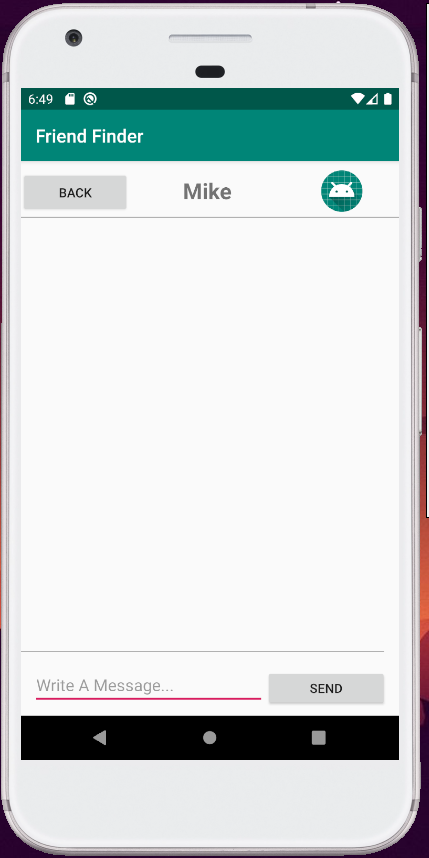 6:49
Friend Finder
BACK
Mike
Write A Message...
SEND